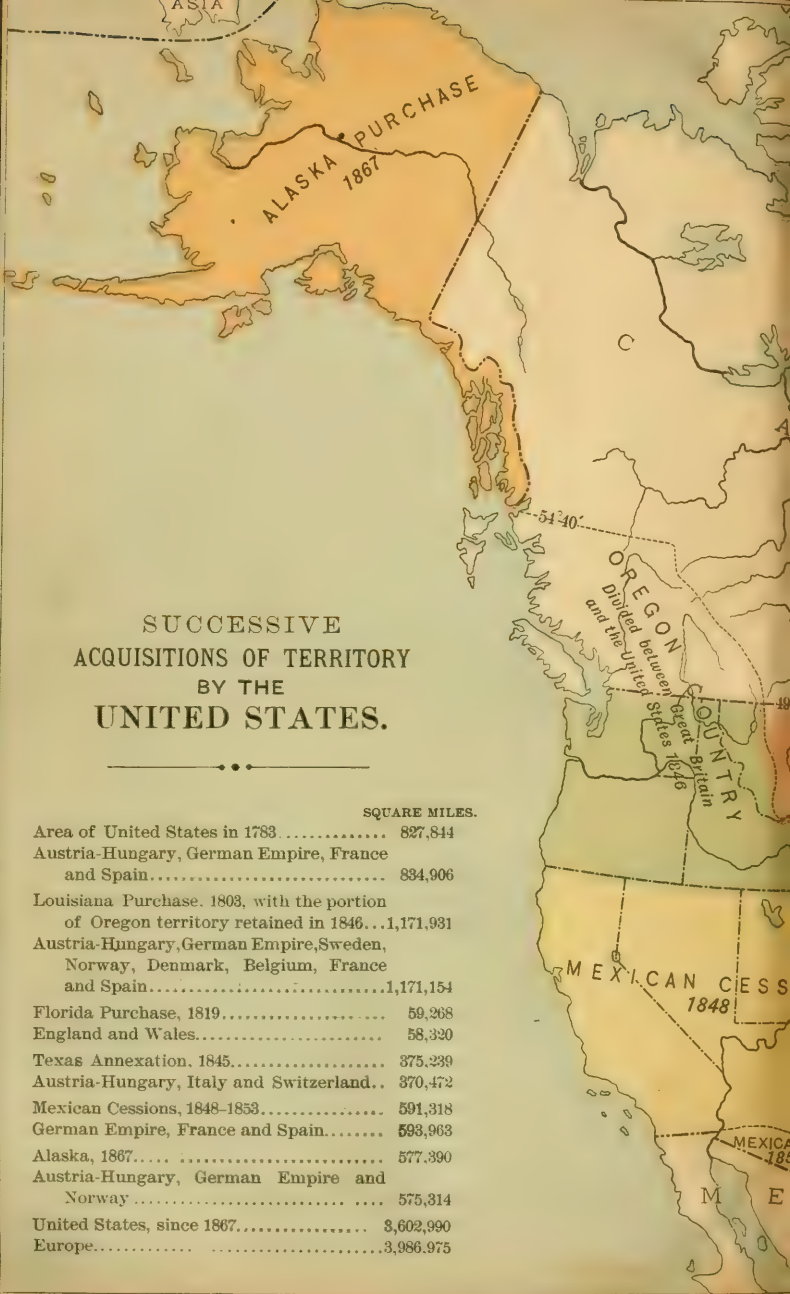 ASIA
ALASKA PURCHASE
1867
C
A
54°40'
OREGON COUNTRY
Divided between Great Britain
and the United States 1846
49
SUCCESSIVE
ACQUISITIONS OF TERRITORY
BY THE
UNITED STATES.
SQUARE MILES.
Area of United States in 1783.............. 827,844
Austria-Hungary, German Empire, France
and Spain.............................. 834,906
Louisiana Purchase. 1803, with the portion
of Oregon territory retained in 1846...1,171,931
Austria-Hungary,German Empire,Sweden,
Norway, Denmark, Belgium, France
and Spain..............................1,171,154
Florida Purchase, 1819..................... 59,268
England and Wales........................ 58,320
Texas Annexation. 1845................... 375,239
Austria-Hungary, Italy and Switzerland.. 370,472
Mexican Cessions, 1848-1853............... 591,318
German Empire, France and Spain........ 593,963
Alaska, 1867..... .......................... 577.390
Austria-Hungary, German Empire and
Norway ........................ .... 575,314
United States, since 1867.................. 3,602,990
Europe............. ......................3,986.975
MEXICAN CESS
1848
MEXICA
185
M E